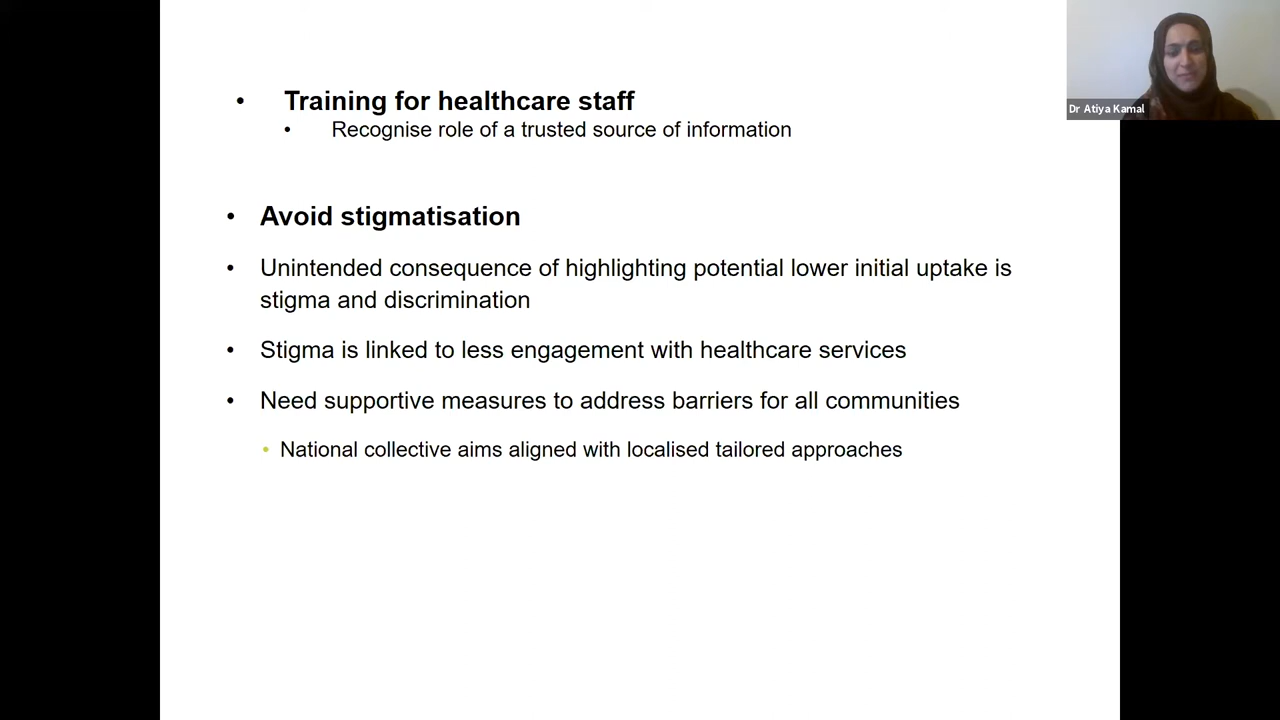 • Training for healthcare staff
• Recognise role of a trusted source of information
• Avoid stigmatisation
• Unintended consequence of highlighting potential lower initial uptake is
stigma and discrimination
• Stigma is linked to less engagement with healthcare services
• Need supportive measures to address barriers for all communities
• National collective aims aligned with localised tailored approaches
Dr Atiya Kamal